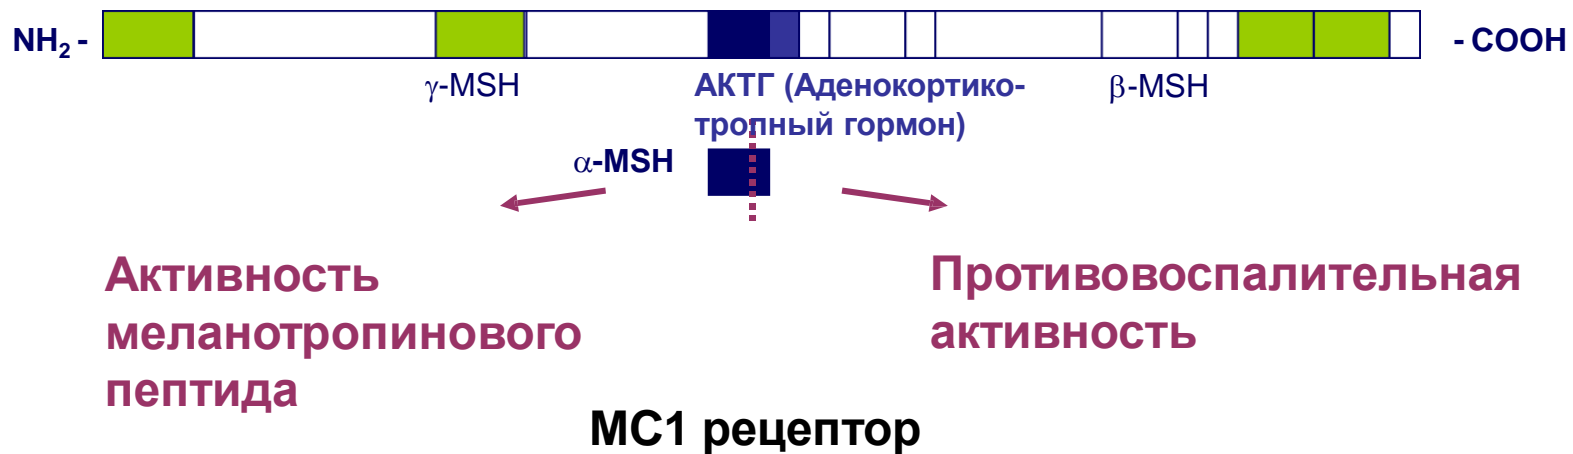 NH₂ -
- COOH
γ-MSH
АКТГ (Аденокортико-
тропный гормон)
β-MSH
α-MSH
Активность
меланотропинового
пептида
Противовоспалительная
активность
МС1 рецептор